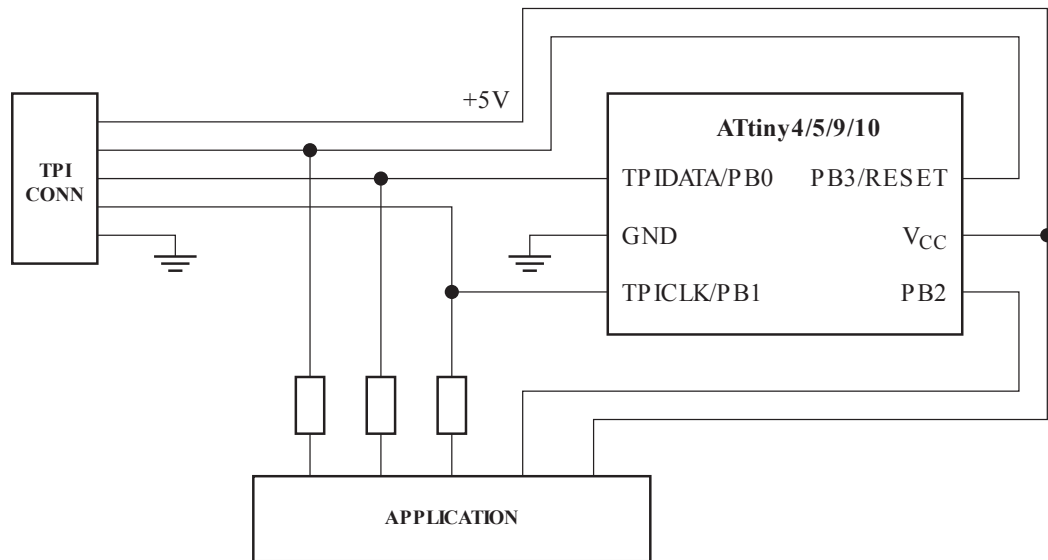 +5V
TPI
CONN
ATtiny4/5/9/10
TPIDATA/PB0 PB3/RESET
GND VCC
TPICLK/PB1 PB2
APPLICATION